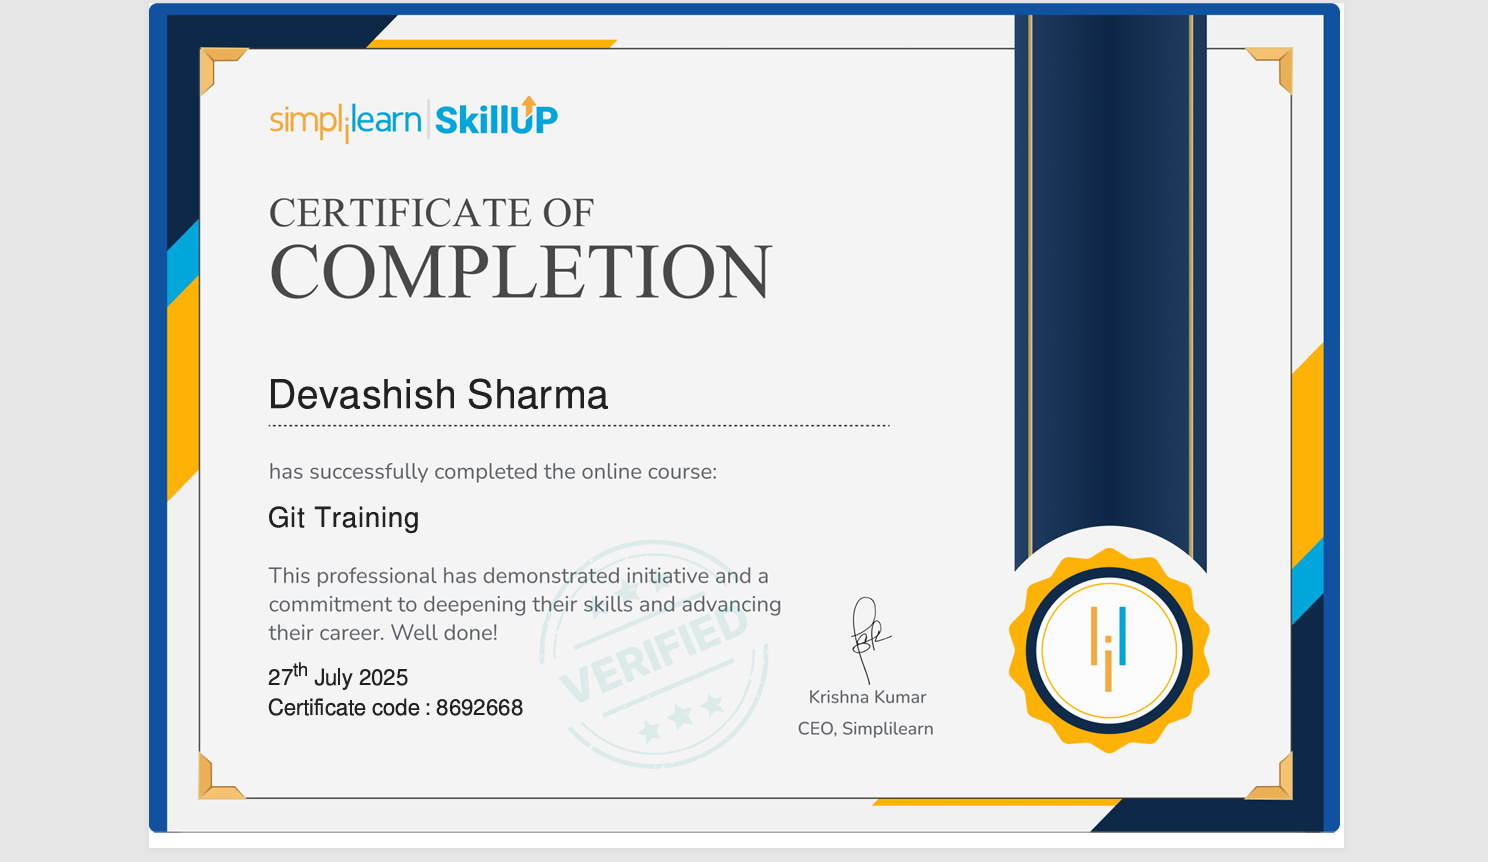 simplilearn | SkillUP
CERTIFICATE OF
COMPLETION
Devashish Sharma
has successfully completed the online course:
Git Training
This professional has demonstrated initiative and a
commitment to deepening their skills and advancing
their career. Well done!
27th July 2025
Certificate code : 8692668
VERIFIED
Krishna Kumar
CEO, Simplilearn